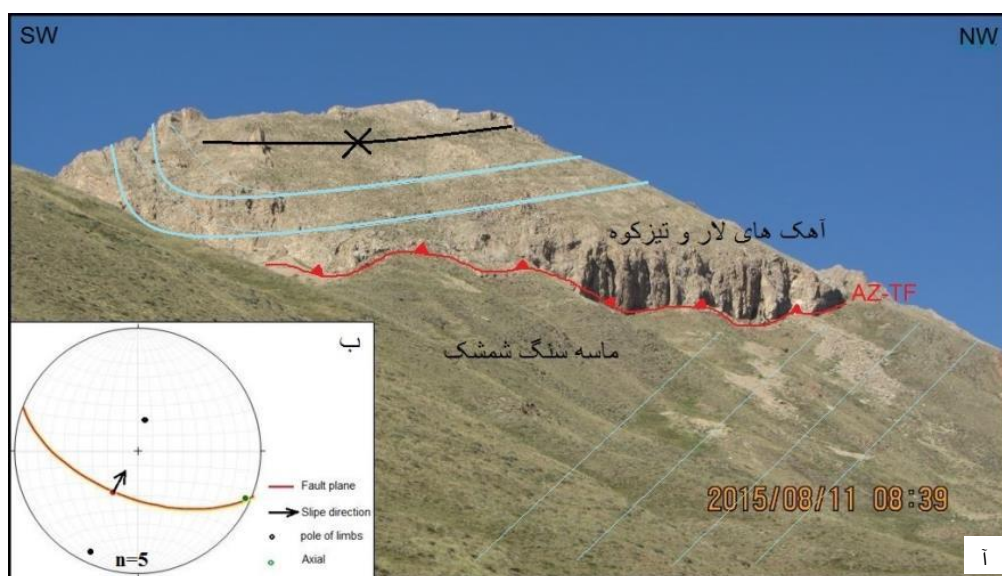 SW
NW
آهک های لار و تیزکوه
AZ-TF
ماسه سنگ شمشک
ب
Fault plane
Slipe direction
pole of limbs
Axial
n=5
2015/08/11 08:39
آ